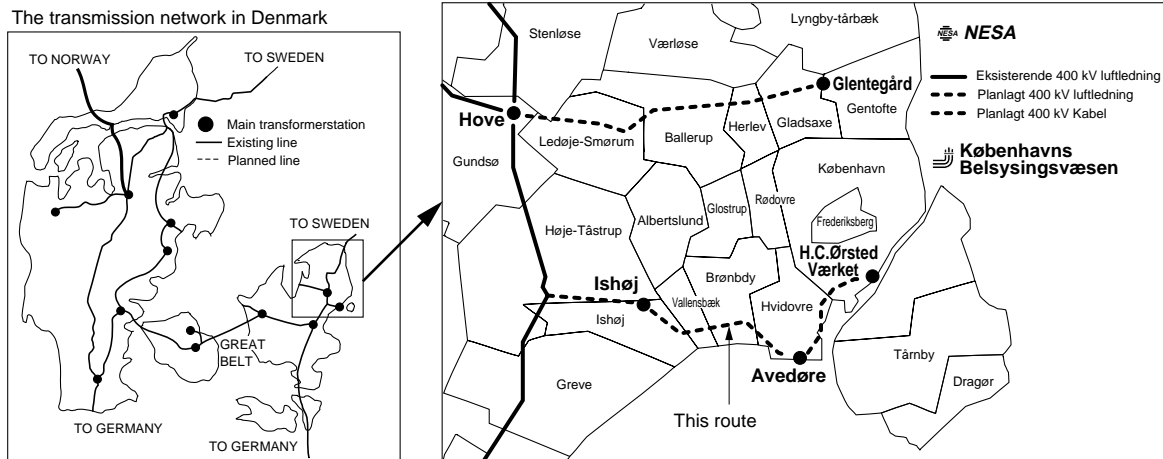 The transmission network in Denmark
TO NORWAY
TO SWEDEN
Main transformerstation
Existing line
Planned line
TO SWEDEN
GREAT
BELT
TO GERMANY
TO GERMANY
Stenløse
Værløse
Lyngby-tårbæk
Glentegård
Gentofte
Hove
Ledøje-Smørum
Ballerup
Herlev
Gladsaxe
Gundsø
København
Høje-Tåstrup
Albertslund
Glostrup
Rødovre
Frederiksberg
H.C.Ørsted
Værket
Ishøj
Brønbdy
Vallensbæk
Hvidovre
Ishøj
Greve
Avedøre
Tårnby
Dragør
This route
NESA NESA
Eksisterende 400 kV luftledning
Planlagt 400 kV luftledning
Planlagt 400 kV Kabel
Københavns
Belsysingsvæsen